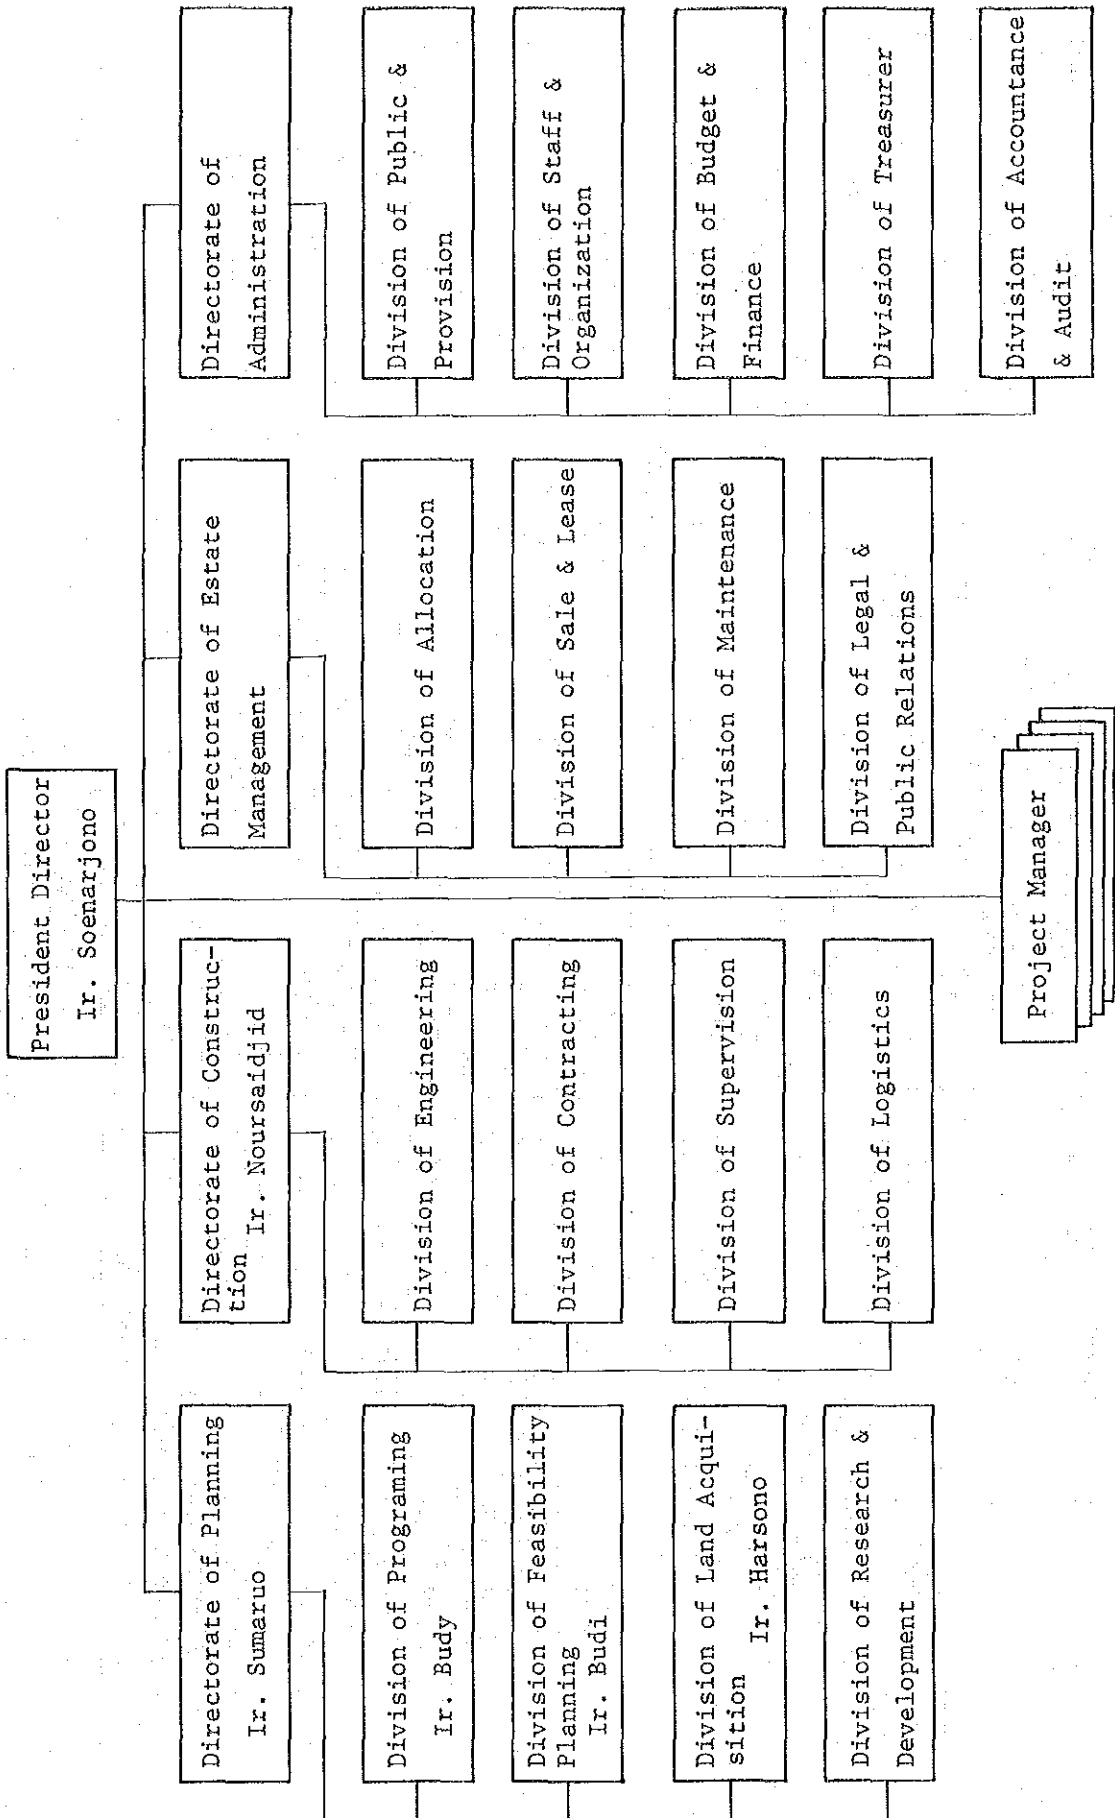 President Director
Ir. Soenarjono
Directorate of Planning
Ir. Sumaruo
Division of Programing
Ir. Budy
Division of Feasibility
Planning
Ir. Budi
Division of Land Acqui-
sition Ir. Harsono
Division of Research &
Development
Directorate of Construc-
tion Ir. Noursaidjid
Division of Engineering
Division of Contracting
Division of Supervision
Division of Logistics
Directorate of Estate
Management
Division of Allocation
Division of Sale & Lease
Division of Maintenance
Division of Legal &
Public Relations
Directorate of
Administration
Division of Public &
Provision
Division of Staff &
Organization
Division of Budget &
Finance
Division of Treasurer
Division of Accountance
& Audit
Project Manager